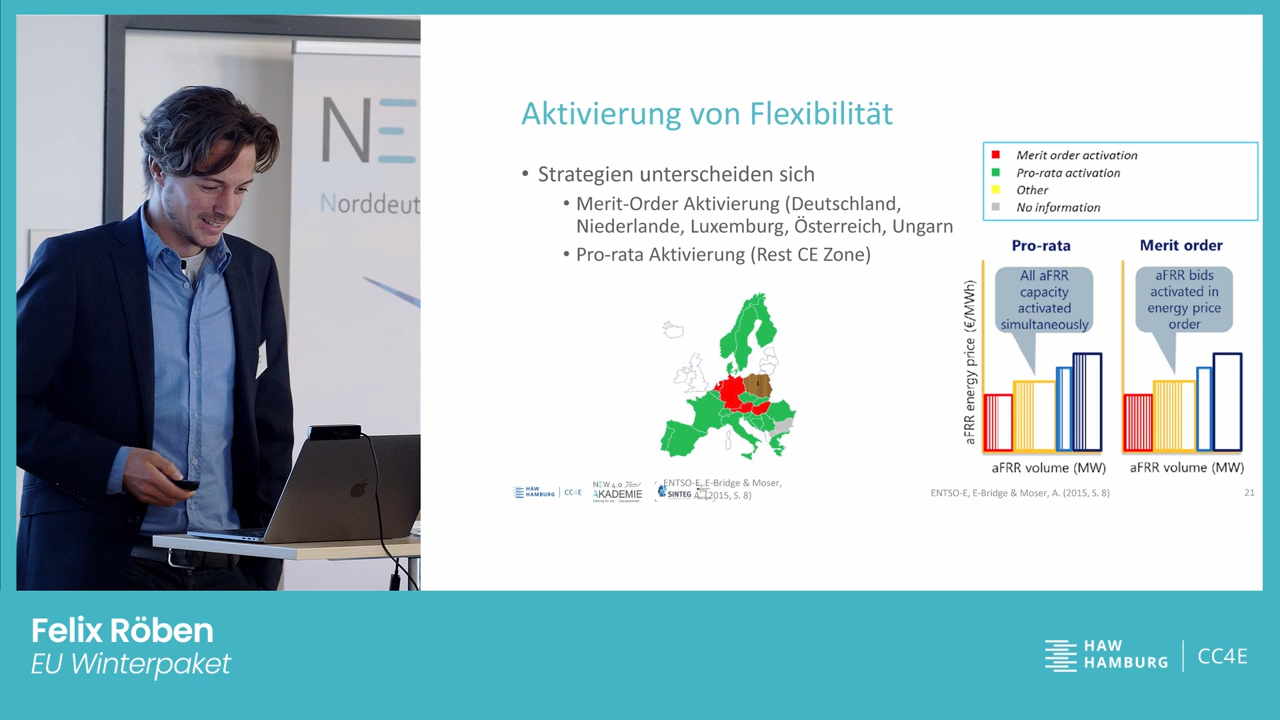 NE
Norddeut
Aktivierung von Flexibilität
• Strategien unterscheiden sich
• Merit-Order Aktivierung (Deutschland,
Niederlande, Luxemburg, Österreich, Ungarn
• Pro-rata Aktivierung (Rest CE Zone)
Merit order activation
Pro-rata activation
Other
No information
Pro-rata
Merit order
All aFRR
capacity
activated
simultaneously
aFRR bids
activated in
energy price
order
aFRR energy price (€/MWh)
aFRR volume (MW)
aFRR volume (MW)
HAW
HAMBURG
CC4E
NEW 4.0
AKADEMIE
SINTEG
ENTSO-E, E-Bridge & Moser,
A. (2015, S. 8)
ENTSO-E, E-Bridge & Moser, A. (2015, S. 8)
21
Felix Röben
EU Winterpaket
HAW
HAMBURG
CC4E